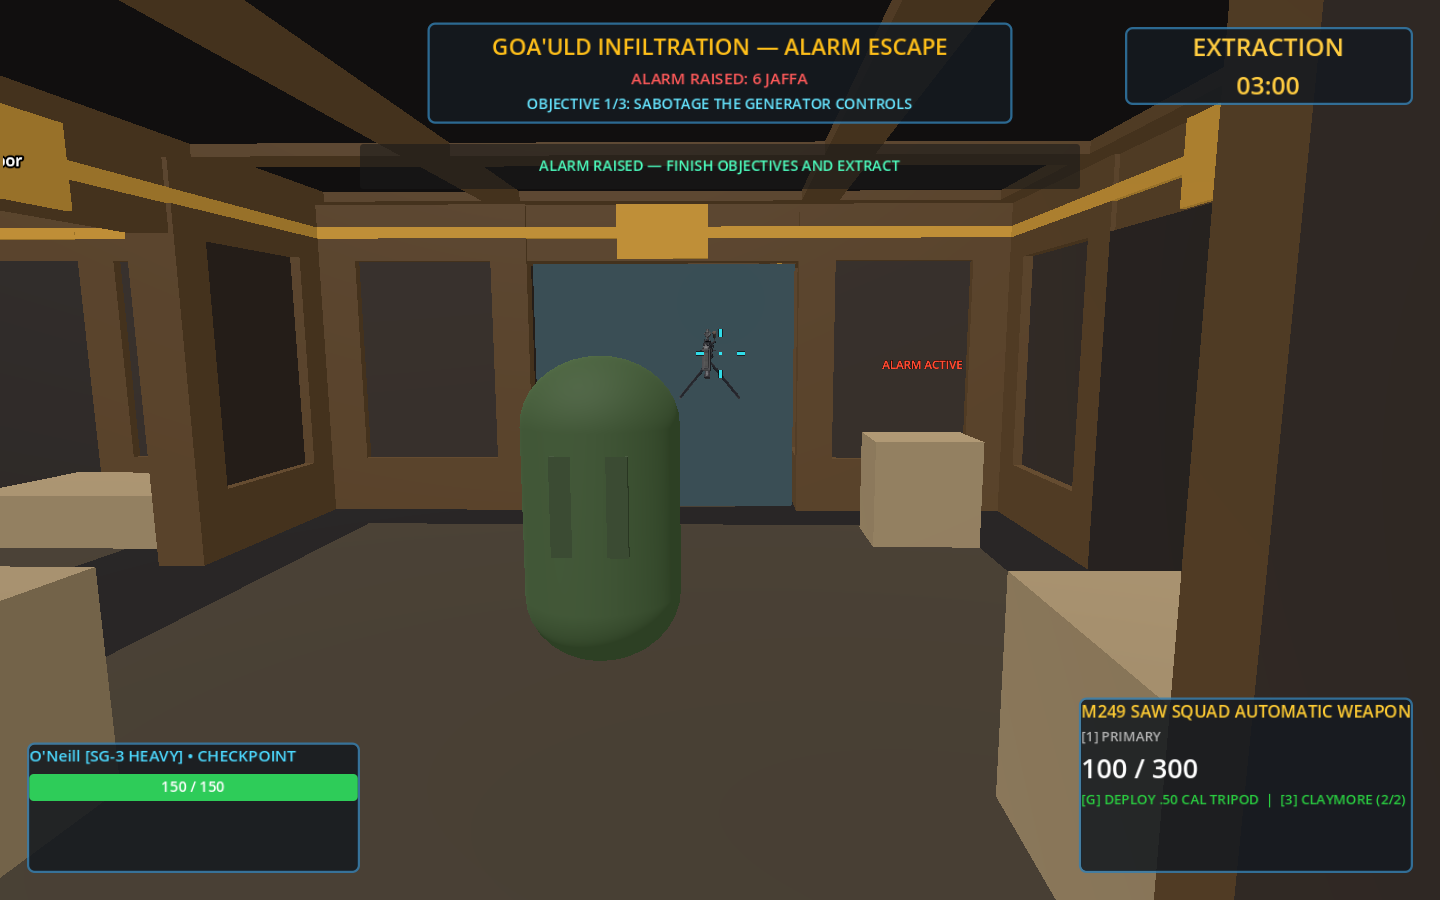 GOA'ULD INFILTRATION — ALARM ESCAPE
ALARM RAISED: 6 JAFFA
OBJECTIVE 1/3: SABOTAGE THE GENERATOR CONTROLS
EXTRACTION
03:00
ALARM RAISED — FINISH OBJECTIVES AND EXTRACT
ALARM ACTIVE
O'Neill [SG-3 HEAVY] • CHECKPOINT
150 / 150
M249 SAW SQUAD AUTOMATIC WEAPON
[1] PRIMARY
100 / 300
[G] DEPLOY .50 CAL TRIPOD | [3] CLAYMORE (2/2)